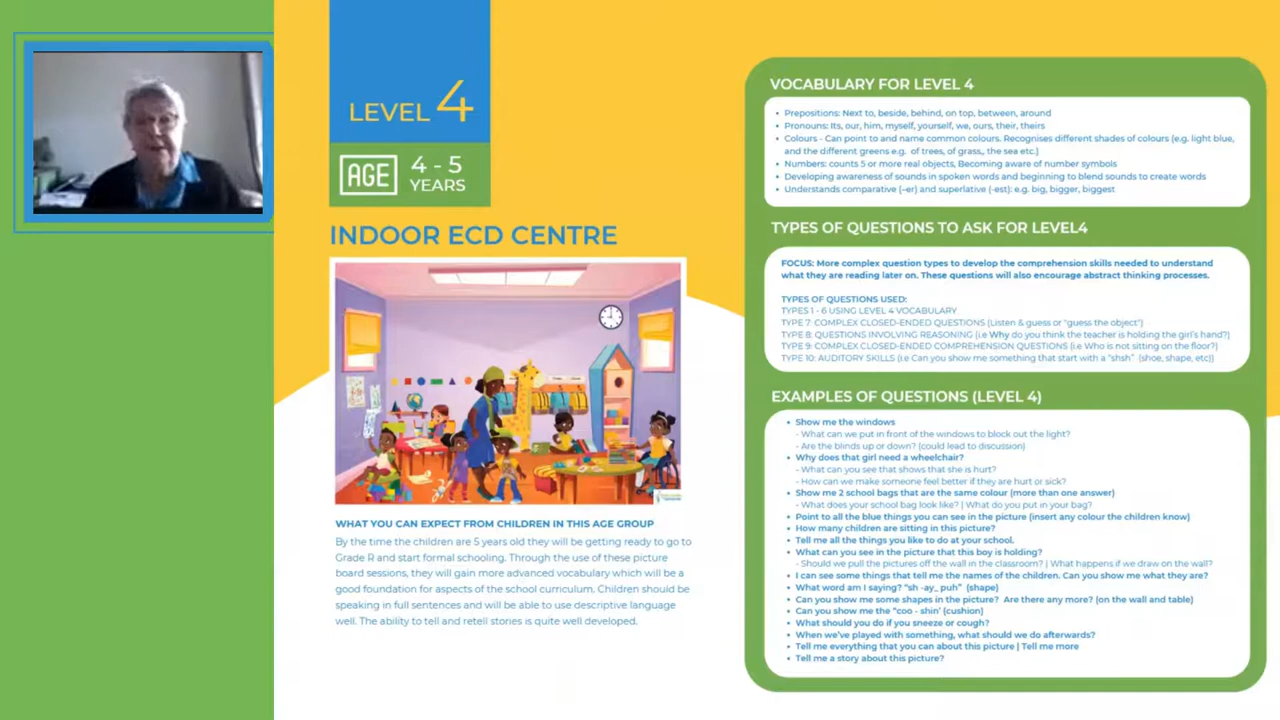 LEVEL 4
AGE
4 - 5
YEARS
INDOOR ECD CENTRE
WHAT YOU CAN EXPECT FROM CHILDREN IN THIS AGE GROUP
By the time the children are 5 years old they will be getting ready to go to
Grade R and start formal schooling. Through the use of these picture
board sessions, they will gain more advanced vocabulary which will be a
good foundation for aspects of the school curriculum. Children should be
speaking in full sentences and will be able to use descriptive language
well. The ability to tell and retell stories is quite well developed.
VOCABULARY FOR LEVEL 4
• Prepositions: Next to, beside, behind, on top, between, around
• Pronouns: Its, our, him, myself, yourself, we, ours, their, theirs
• Colours - Can point to and name common colours. Recognises different shades of colours (e.g. light blue,
and the different greens e.g. of trees, of grass,, the sea etc.)
• Numbers: counts 5 or more real objects, Becoming aware of number symbols
• Developing awareness of sounds in spoken words and beginning to blend sounds to create words
• Understands comparative (-er) and superlative (-est): e.g. big, bigger, biggest
TYPES OF QUESTIONS TO ASK FOR LEVEL4
FOCUS: More complex question types to develop the comprehension skills needed to understand
what they are reading later on. These questions will also encourage abstract thinking processes.
TYPES OF QUESTIONS USED:
TYPES 1 - 6 USING LEVEL 4 VOCABULARY
TYPE 7: COMPLEX CLOSED-ENDED QUESTIONS (Listen & guess or "guess the object")
TYPE 8: QUESTIONS INVOLVING REASONING (i.e Why do you think the teacher is holding the girl's hand?)
TYPE 9: COMPLEX CLOSED-ENDED COMPREHENSION QUESTIONS (i.e Who is not sitting on the floor?)
TYPE 10: AUDITORY SKILLS (i.e Can you show me something that start with a "shsh" (shoe, shape, etc))
EXAMPLES OF QUESTIONS (LEVEL 4)
• Show me the windows
- What can we put in front of the windows to block out the light?
- Are the blinds up or down? (could lead to discussion)
• Why does that girl need a wheelchair?
- What can you see that shows that she is hurt?
- How can we make someone feel better if they are hurt or sick?
• Show me 2 school bags that are the same colour (more than one answer)
- What does your school bag look like? | What do you put in your bag?
• Point to all the blue things you can see in the picture (insert any colour the children know)
• How many children are sitting in this picture?
• Tell me all the things you like to do at your school.
• What can you see in the picture that this boy is holding?
- Should we pull the pictures off the wall in the classroom? | What happens if we draw on the wall?
• I can see some things that tell me the names of the children. Can you show me what they are?
• What word am I saying? "sh -ay_ puh" (shape)
• Can you show me some shapes in the picture? Are there any more? (on the wall and table)
• Can you show me the "coo - shin' (cushion)
• What should you do if you sneeze or cough?
• When we've played with something, what should we do afterwards?
• Tell me everything that you can about this picture | Tell me more
• Tell me a story about this picture?